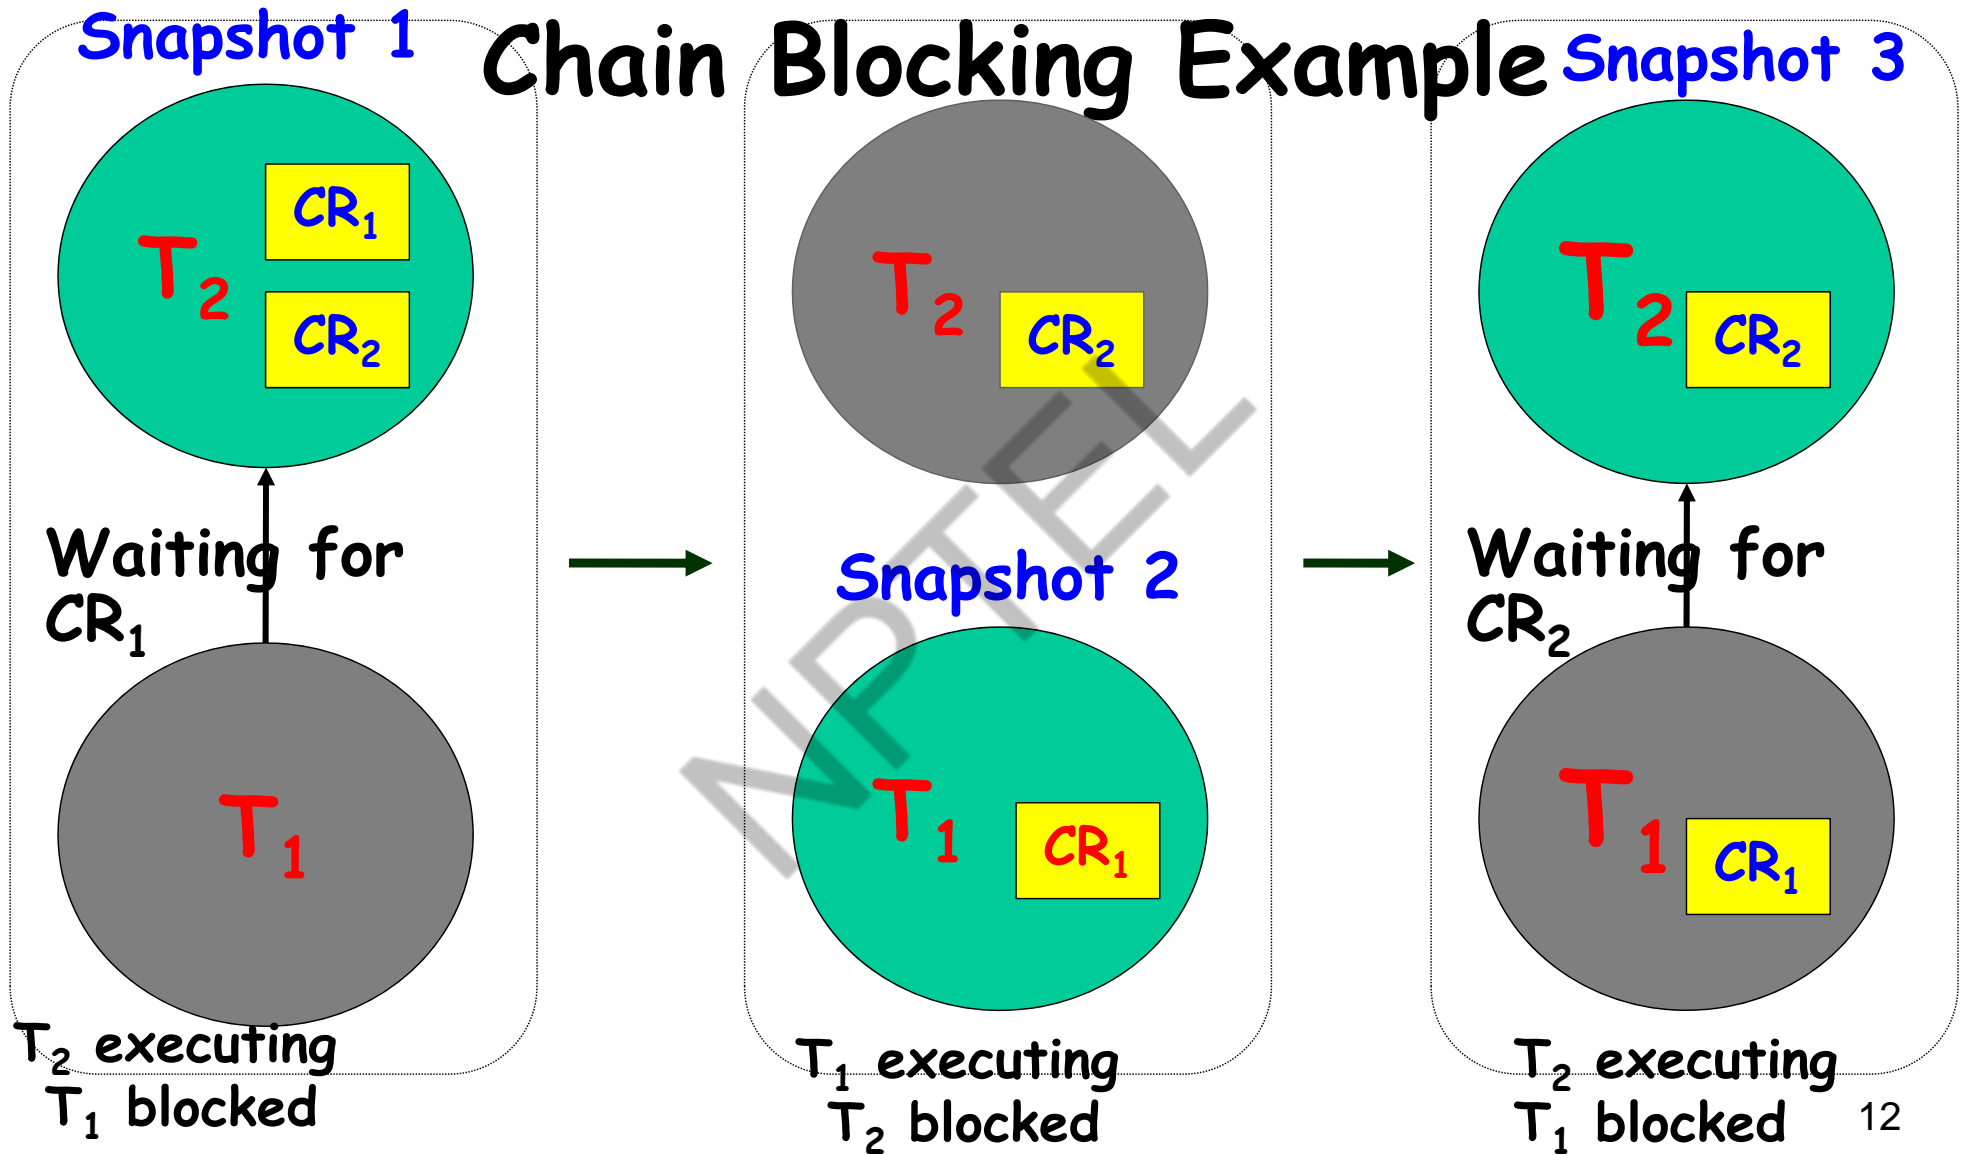 Chain Blocking Example
Snapshot 1
CR₁
T₂
CR₂
Waiting for
CR₁
T₁
T₂ executing
T₁ blocked
T₂
CR₂
Snapshot 2
T₁
CR₁
T₁ executing
T₂ blocked
Snapshot 3
T₂
CR₂
Waiting for
CR₂
T₁
CR₁
T₂ executing
T₁ blocked
NPTEL
12